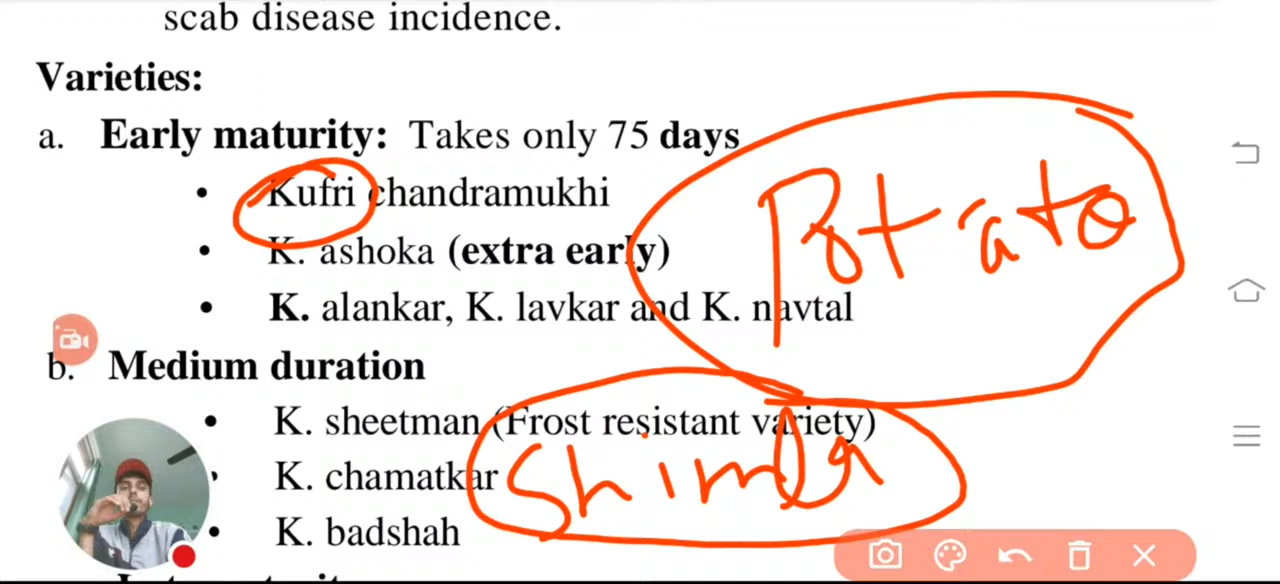 scab disease incidence.
Varieties:
a. Early maturity: Takes only 75 days
• Kufri chandramukhi
• K. ashoka (extra early)
• K. alankar, K. lavkar and K. navtal
Potato
b. Medium duration
• K. sheetman (Frost resistant variety)
• K. chamatkar
Shimla
• K. badshah